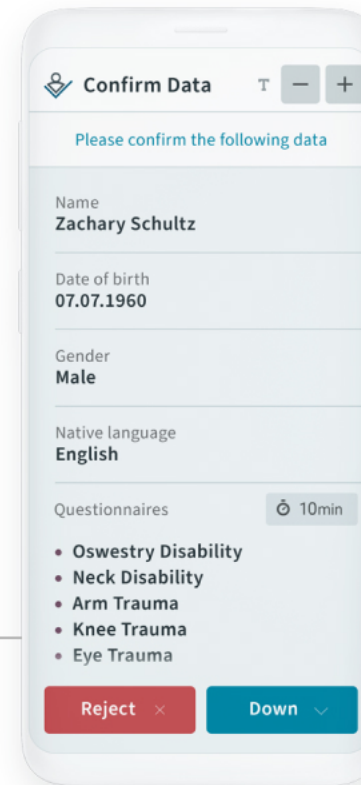 Confirm Data T − +
Please confirm the following data
Name
Zachary Schultz
Date of birth
07.07.1960
Gender
Male
Native language
English
Questionnaires 10min
• Oswestry Disability
• Neck Disability
• Arm Trauma
• Knee Trauma
• Eye Trauma
Reject × Down